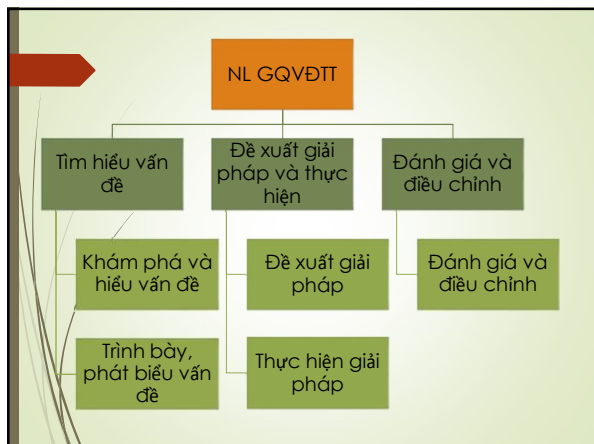 NL GQVĐTT
Tìm hiểu vấn
đề
Đề xuất giải
pháp và thực
hiện
Đánh giá và
điều chỉnh
Khám phá và
hiểu vấn đề
Đề xuất giải
pháp
Đánh giá và
điều chỉnh
Trình bày,
phát biểu vấn
đề
Thực hiện giải
pháp